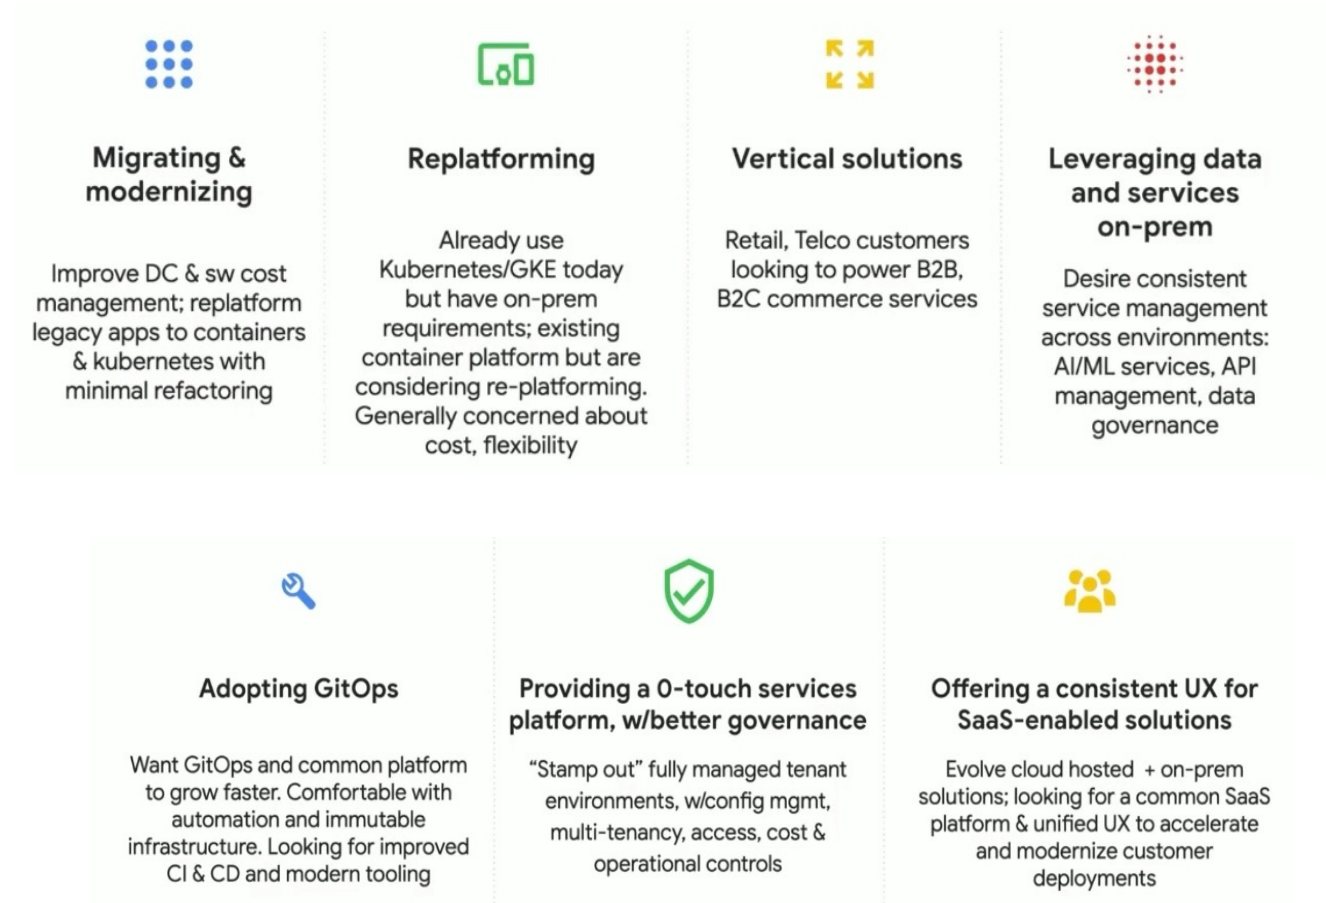 Migrating &
modernizing
Improve DC & sw cost
management; replatform
legacy apps to containers
& kubernetes with
minimal refactoring
Replatforming
Already use
Kubernetes/GKE today
but have on-prem
requirements; existing
container platform but are
considering re-platforming.
Generally concerned about
cost, flexibility
Vertical solutions
Retail, Telco customers
looking to power B2B,
B2C commerce services
Leveraging data
and services
on-prem
Desire consistent
service management
across environments:
AI/ML services, API
management, data
governance
Adopting GitOps
Want GitOps and common platform
to grow faster. Comfortable with
automation and immutable
infrastructure. Looking for improved
CI & CD and modern tooling
Providing a 0-touch services
platform, w/better governance
“Stamp out” fully managed tenant
environments, w/config mgmt,
multi-tenancy, access, cost &
operational controls
Offering a consistent UX for
SaaS-enabled solutions
Evolve cloud hosted + on-prem
solutions; looking for a common SaaS
platform & unified UX to accelerate
and modernize customer
deployments